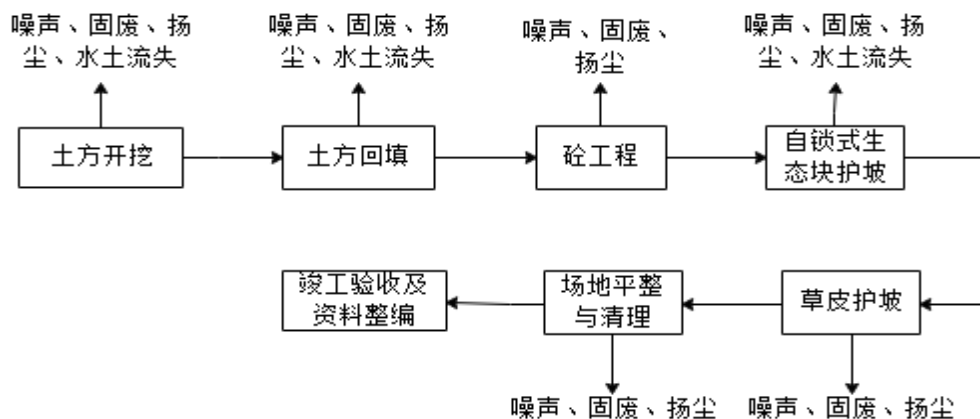 噪声、固废、扬
尘、水土流失
噪声、固废、扬
尘、水土流失
噪声、固废、
扬尘
噪声、固废、扬
尘、水土流失
土方开挖
土方回填
砼工程
自锁式生
态块护坡
竣工验收及
资料整编
场地平整
与清理
草皮护坡
噪声、固废、扬尘
噪声、固废、扬尘